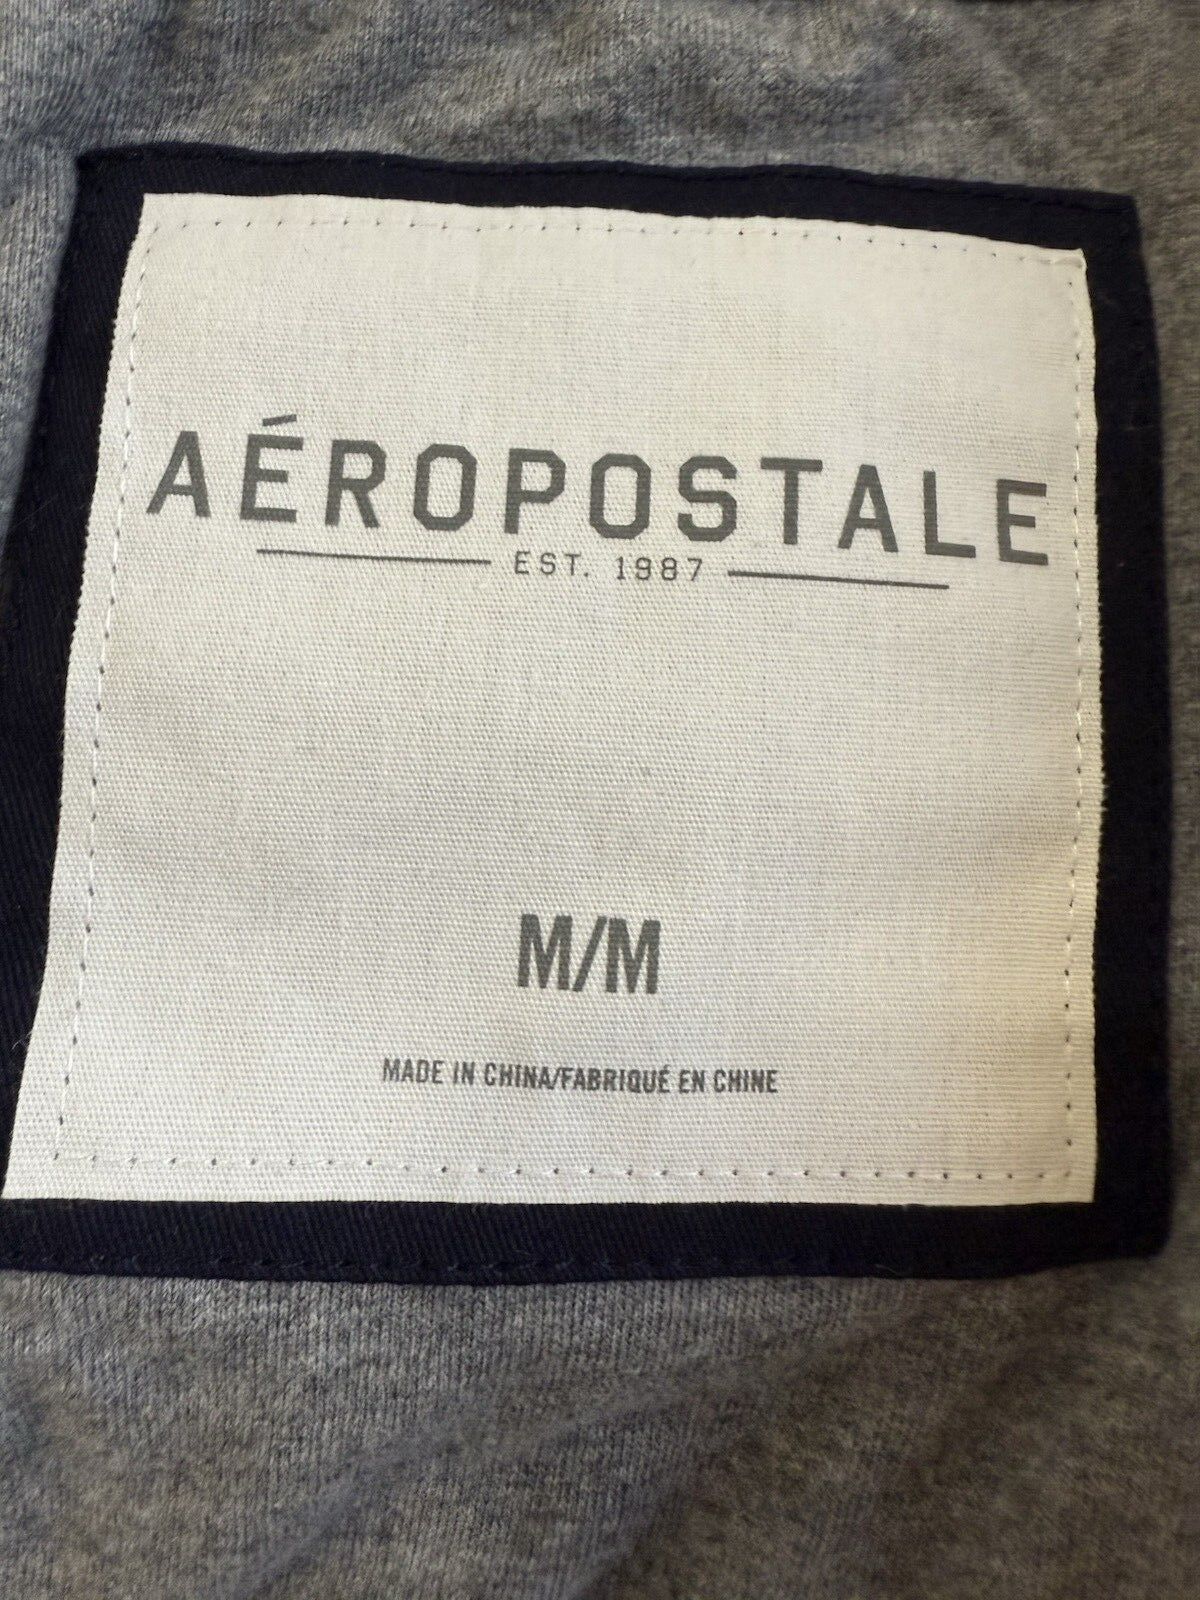 AÉROPOSTALE
EST. 1987
M/M
MADE IN CHINA/FABRIQUÉ EN CHINE